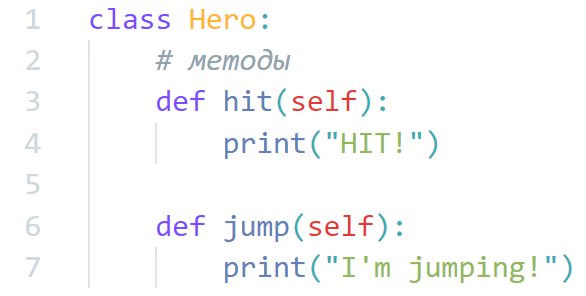 1 class Hero:
2     # методы
3     def hit(self):
4         print("HIT!")
5
6     def jump(self):
7         print("I'm jumping!")